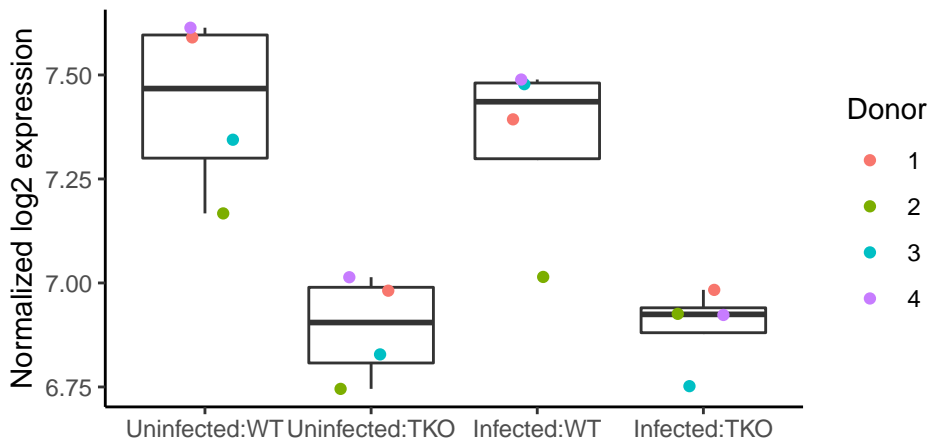 Normalized log2 expression
7.50
7.25
7.00
6.75
Uninfected:WT
Uninfected:TKO
Infected:WT
Infected:TKO
Donor
1
2
3
4